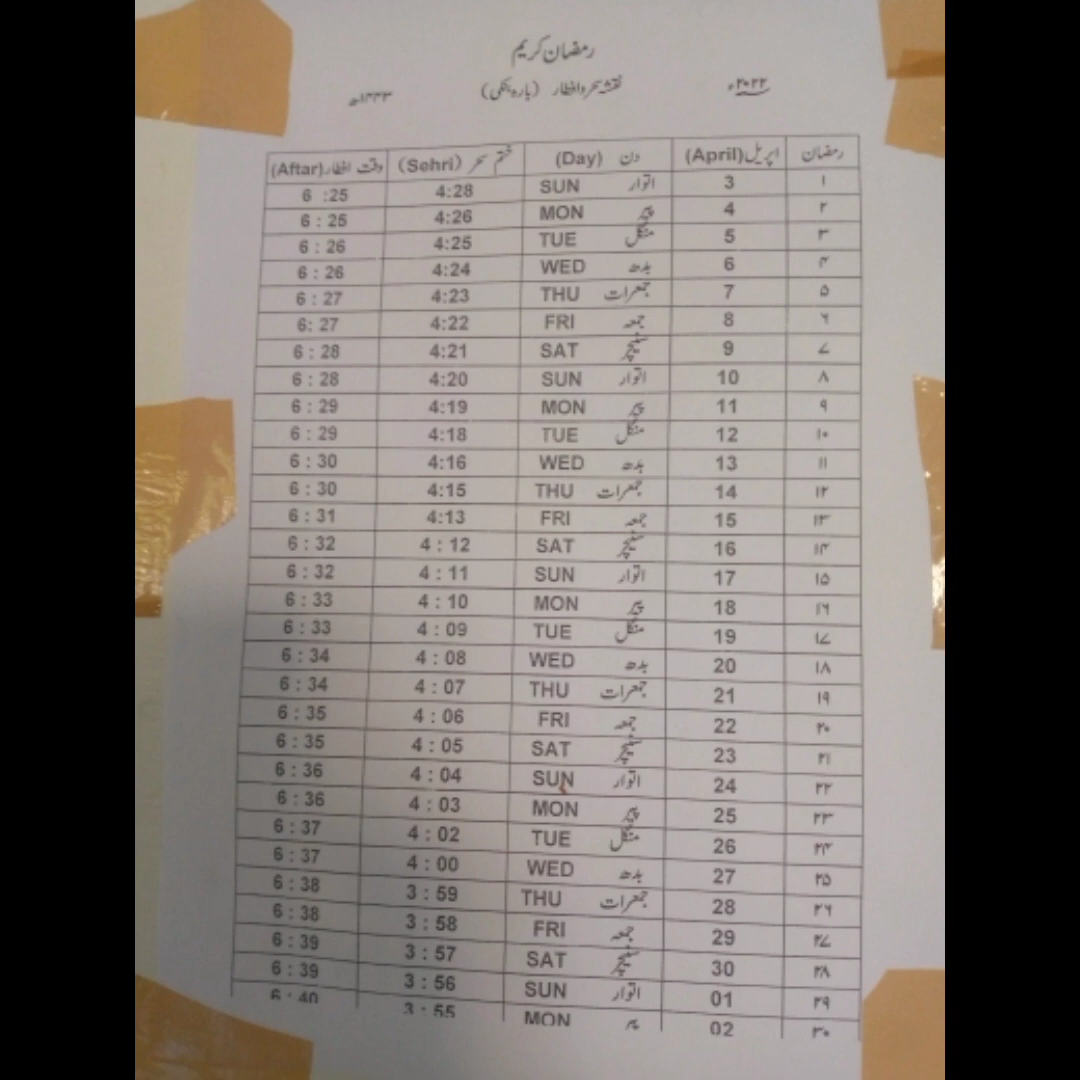 رمضان کریم
۲۰۲۲ء نقشہ سحر و افطار (بارہ بنکی) ۱۴۴۳ھ
رمضان اپریل(April) دن (Day) ختم سحر (Sehri) وقت افطار(Aftar)
۱ 3 اتوار SUN 4:28 6 :25
۲ 4 پیر MON 4:26 6 : 25
۳ 5 منگل TUE 4:25 6 : 26
۴ 6 بدھ WED 4:24 6 : 26
۵ 7 جمعرات THU 4:23 6 : 27
۶ 8 جمعہ FRI 4:22 6: 27
۷ 9 سنیچر SAT 4:21 6 : 28
۸ 10 اتوار SUN 4:20 6 : 28
۹ 11 پیر MON 4:19 6 : 29
۱۰ 12 منگل TUE 4:18 6 : 29
۱۱ 13 بدھ WED 4:16 6 : 30
۱۲ 14 جمعرات THU 4:15 6 : 30
۱۳ 15 جمعہ FRI 4:13 6 : 31
۱۴ 16 سنیچر SAT 4 : 12 6 : 32
۱۵ 17 اتوار SUN 4 : 11 6 : 32
۱۶ 18 پیر MON 4 : 10 6 : 33
۱۷ 19 منگل TUE 4 : 09 6 : 33
۱۸ 20 بدھ WED 4 : 08 6 : 34
۱۹ 21 جمعرات THU 4 : 07 6 : 34
۲۰ 22 جمعہ FRI 4 : 06 6 : 35
۲۱ 23 سنیچر SAT 4 : 05 6 : 35
۲۲ 24 اتوار SUN 4 : 04 6 : 36
۲۳ 25 پیر MON 4 : 03 6 : 36
۲۴ 26 منگل TUE 4 : 02 6 : 37
۲۵ 27 بدھ WED 4 : 00 6 : 37
۲۶ 28 جمعرات THU 3 : 59 6 : 38
۲۷ 29 جمعہ FRI 3 : 58 6 : 38
۲۸ 30 سنیچر SAT 3 : 57 6 : 39
۲۹ 01 اتوار SUN 3 : 56 6 : 39
۳۰ 02 پیر MON 3 : 55 6 : 40